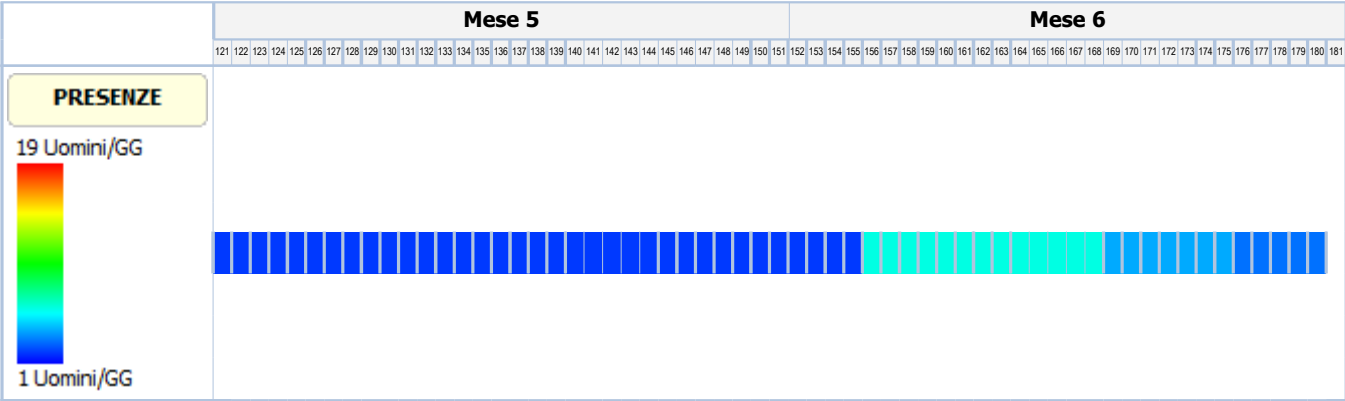 Mese 5 Mese 6
121 122 123 124 125 126 127 128 129 130 131 132 133 134 135 136 137 138 139 140 141 142 143 144 145 146 147 148 149 150 151 152 153 154 155 156 157 158 159 160 161 162 163 164 165 166 167 168 169 170 171 172 173 174 175 176 177 178 179 180 181
PRESENZE
19 Uomini/GG
1 Uomini/GG